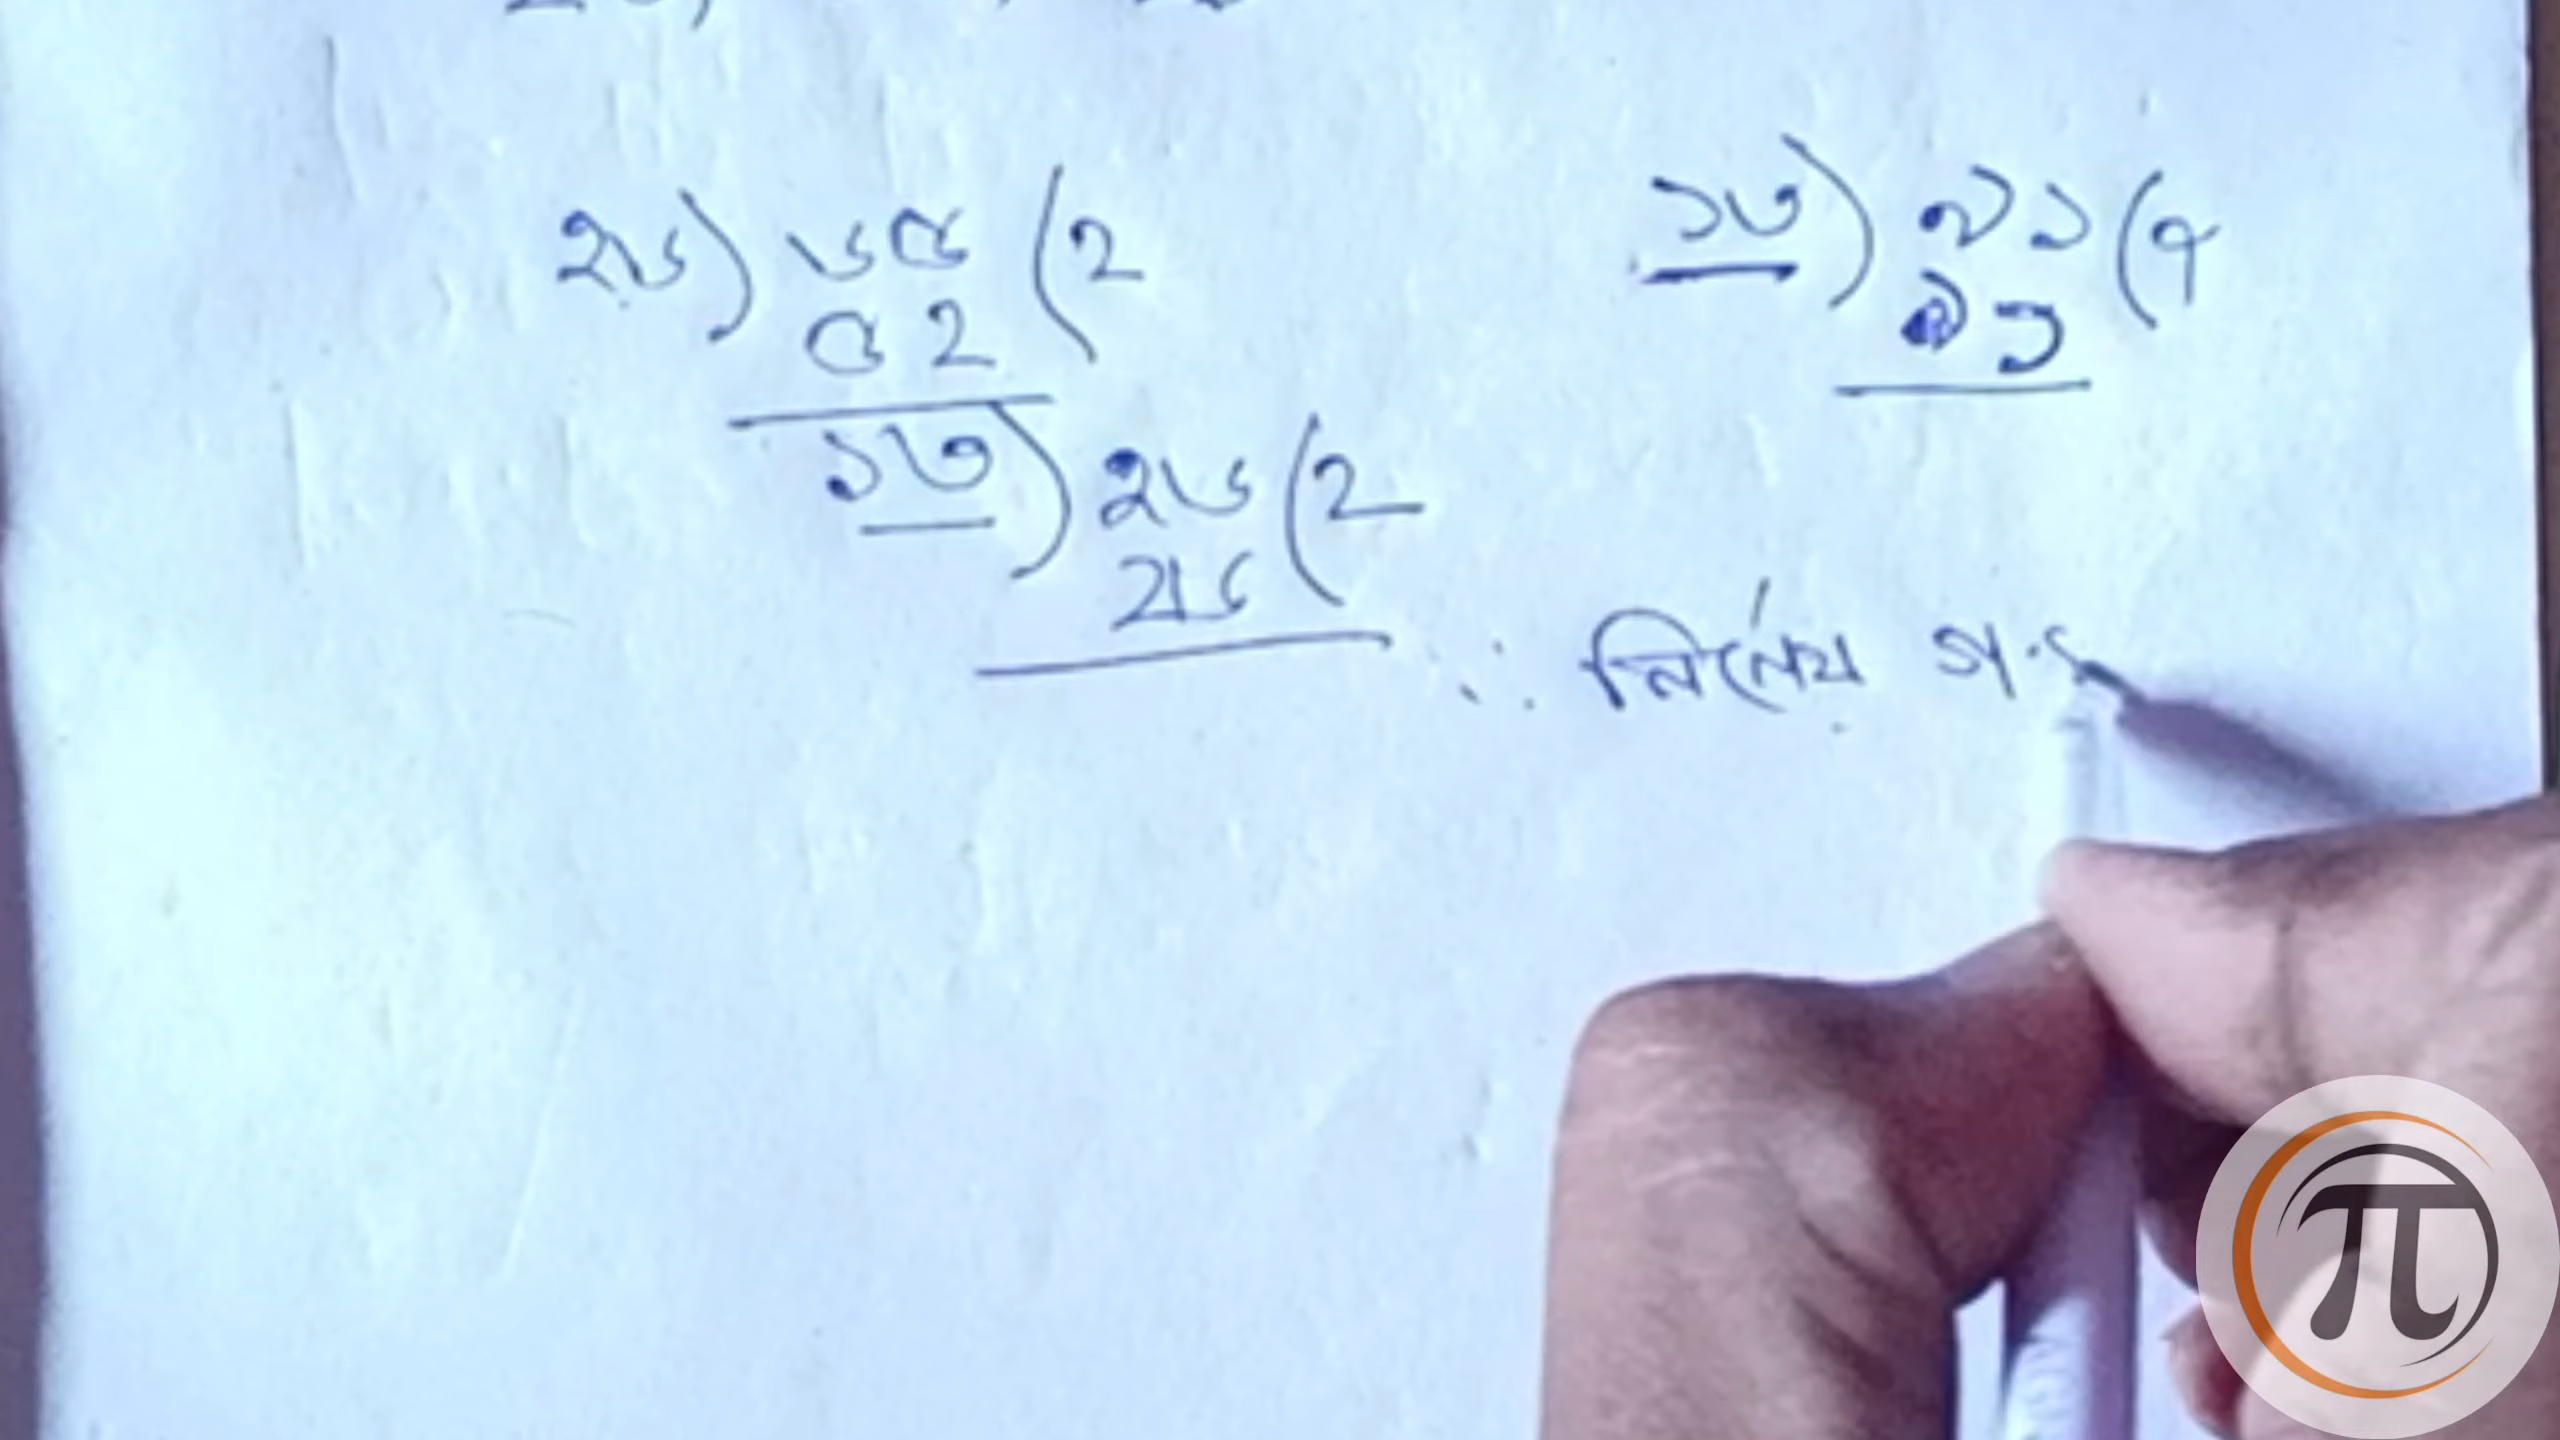 ২৬) ৬৫ (২
৫২
১৩) ২৬ (২
২৬
১৩) ৯১ (৭
৯১
∴ নির্ণেয় গ.স